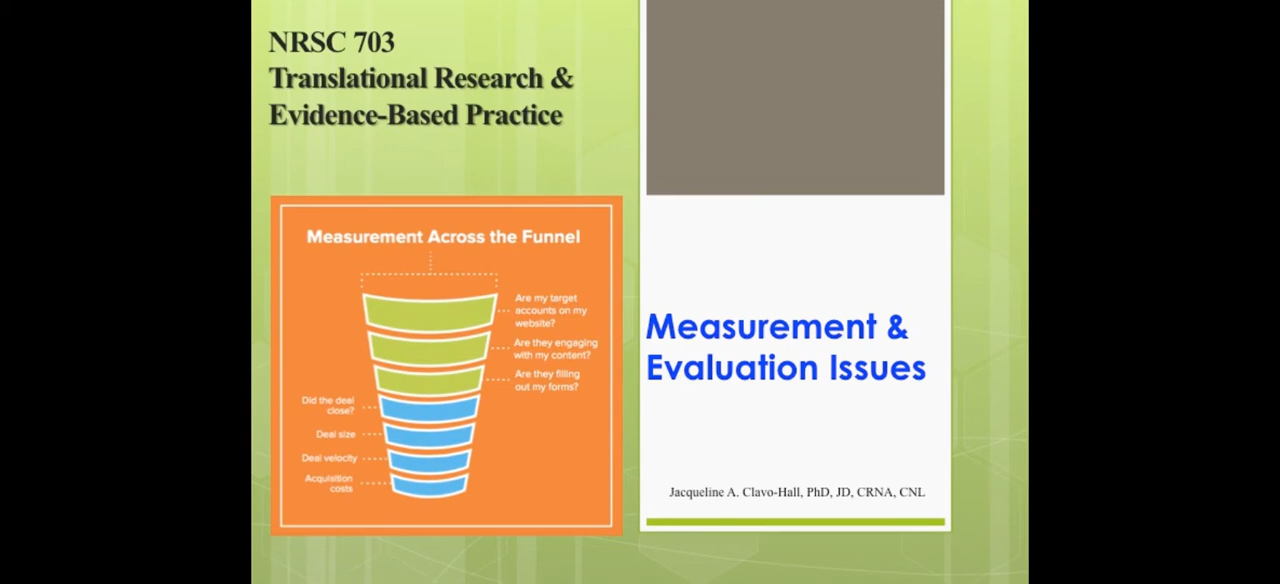 NRSC 703
Translational Research &
Evidence-Based Practice
Measurement Across the Funnel
Are my target
accounts on my
website?
Are they engaging
with my content?
Are they filling
out my forms?
Did the deal
close?
Deal size
Deal velocity
Acquisition
costs
Measurement &
Evaluation Issues
Jacqueline A. Clavo-Hall, PhD, JD, CRNA, CNL